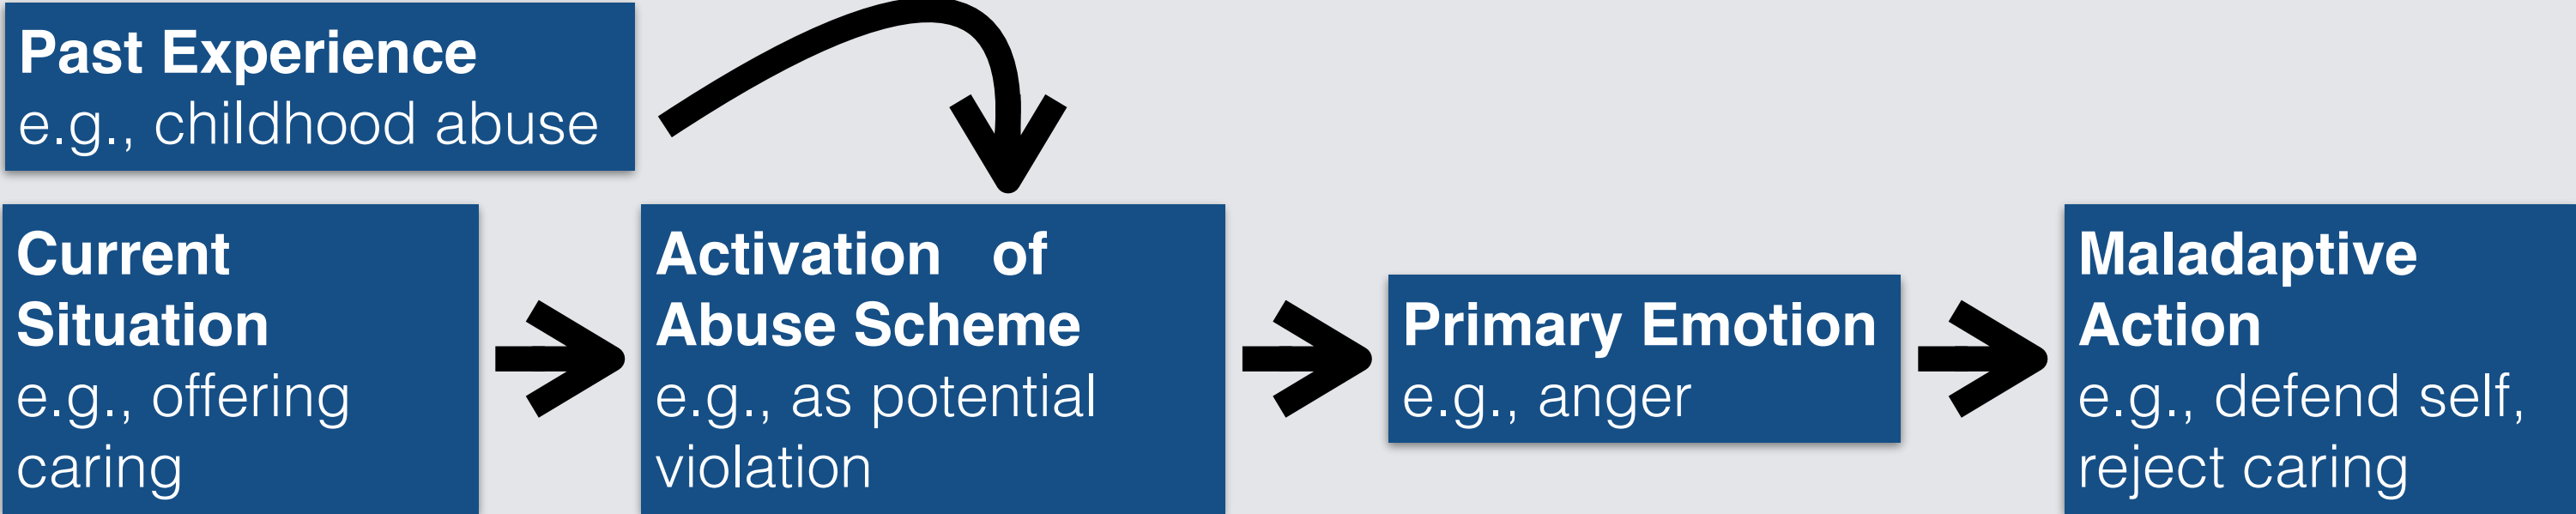 Past Experience
e.g., childhood abuse
Current
Situation
e.g., offering
caring
Activation of
Abuse Scheme
e.g., as potential
violation
Primary Emotion
e.g., anger
Maladaptive
Action
e.g., defend self,
reject caring